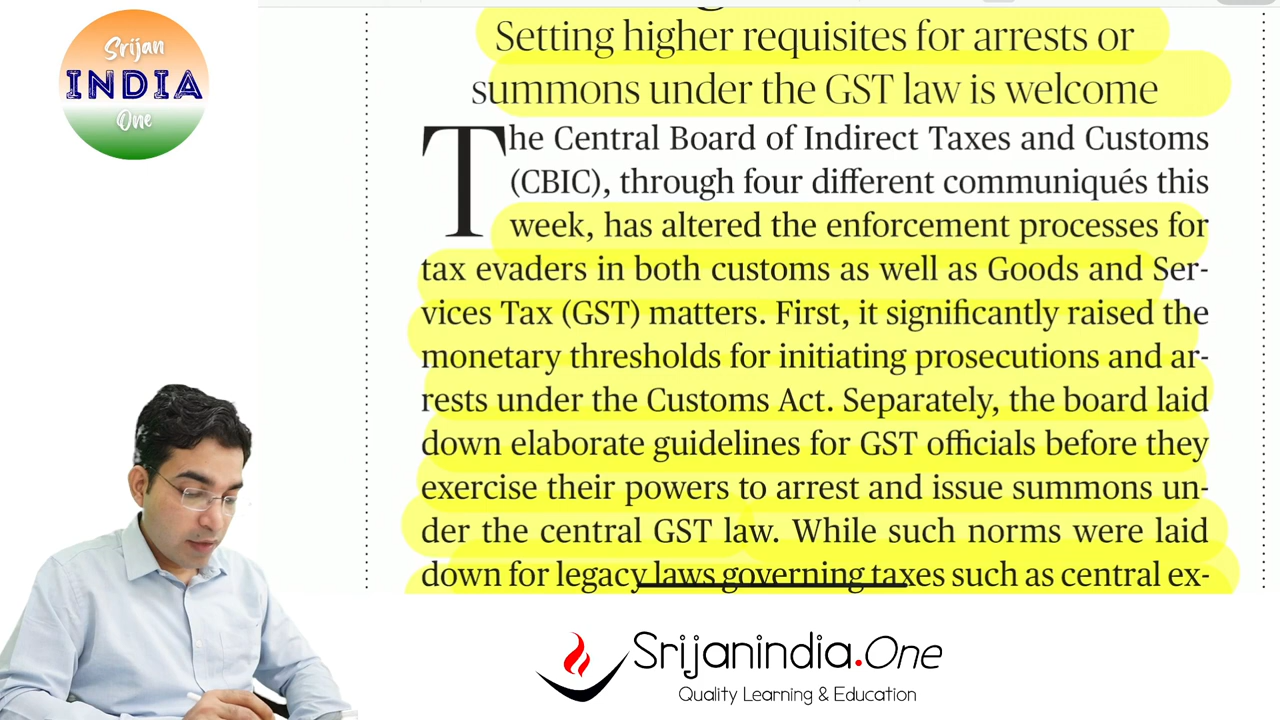 Srijan
INDIA
One
Setting higher requisites for arrests or
summons under the GST law is welcome
The Central Board of Indirect Taxes and Customs
(CBIC), through four different communiqués this
week, has altered the enforcement processes for
tax evaders in both customs as well as Goods and Ser-
vices Tax (GST) matters. First, it significantly raised the
monetary thresholds for initiating prosecutions and ar-
rests under the Customs Act. Separately, the board laid
down elaborate guidelines for GST officials before they
exercise their powers to arrest and issue summons un-
der the central GST law. While such norms were laid
down for legacy laws governing taxes such as central ex-
Srijanindia.One
Quality Learning & Education